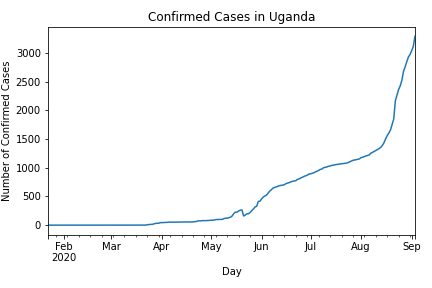 Confirmed Cases in Uganda
Number of Confirmed Cases
3000
2500
2000
1500
1000
500
0
Feb Mar Apr May Jun Jul Aug Sep
2020
Day